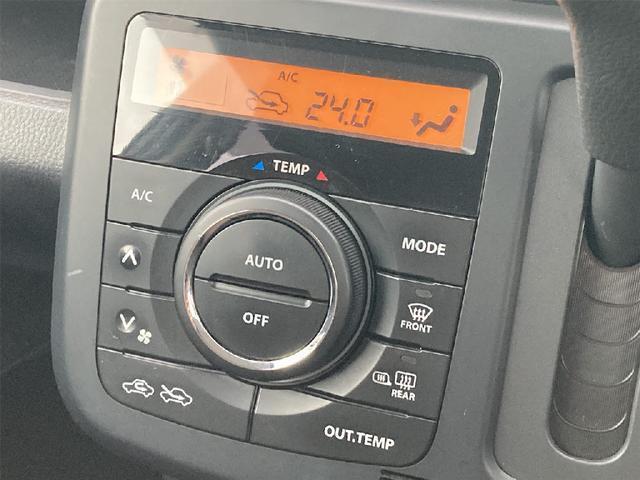 A/C
24.0
TEMP
A/C
MODE
AUTO
OFF
FRONT
REAR
OUT.TEMP